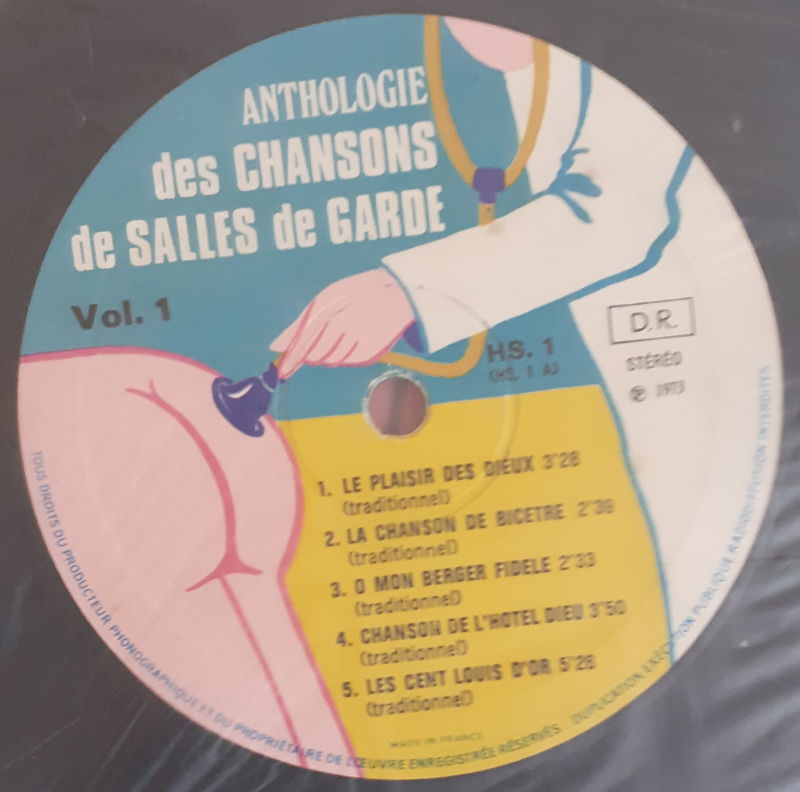 ANTHOLOGIE
des CHANSONS
de SALLES de GARDE
Vol. 1
HS. 1
(HS. 1 A)
D.R.
STÉRÉO
℗ 1973
1. LE PLAISIR DES DIEUX 3'28
(traditionnel)
2. LA CHANSON DE BICETRE 2'39
(traditionnel)
3. O MON BERGER FIDELE 2'33
(traditionnel)
4. CHANSON DE L'HOTEL DIEU 3'50
(traditionnel)
5. LES CENT LOUIS D'OR 5'26
(traditionnel)
MADE IN FRANCE
TOUS DROITS DU PRODUCTEUR PHONOGRAPHIQUE ET DU PROPRIÉTAIRE DE L'ŒUVRE ENREGISTRÉE RÉSERVÉS. DUPLICATION EXÉCUTION PUBLIQUE RADIODIFFUSION INTERDITES